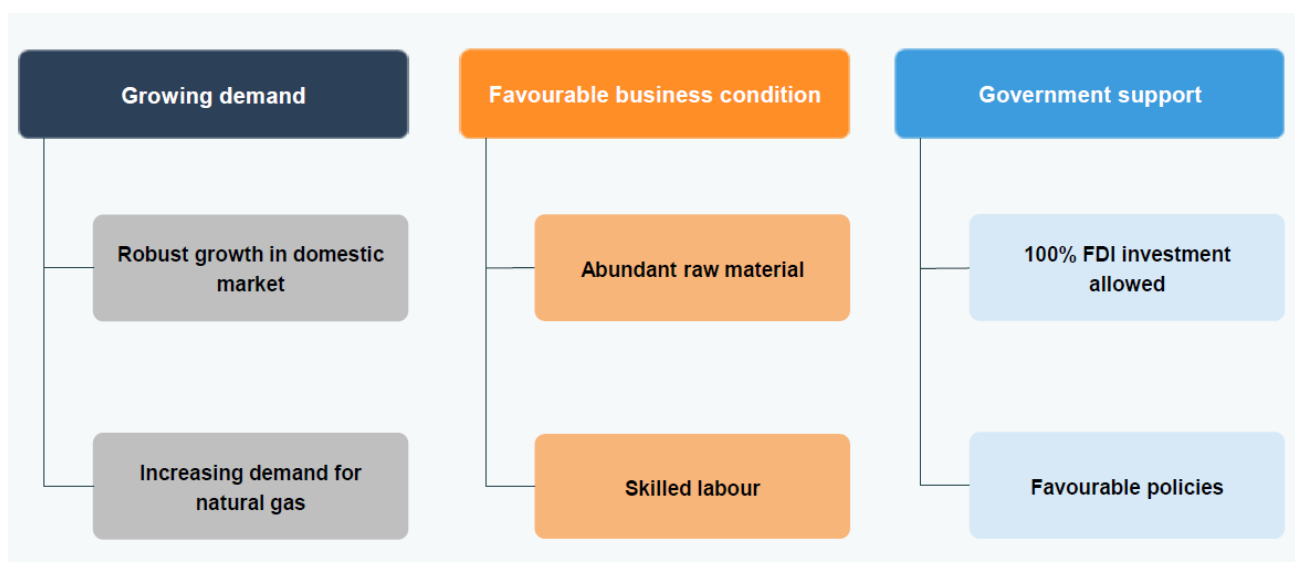 Growing demand
Robust growth in domestic
market
Increasing demand for
natural gas
Favourable business condition
Abundant raw material
Skilled labour
Government support
100% FDI investment
allowed
Favourable policies